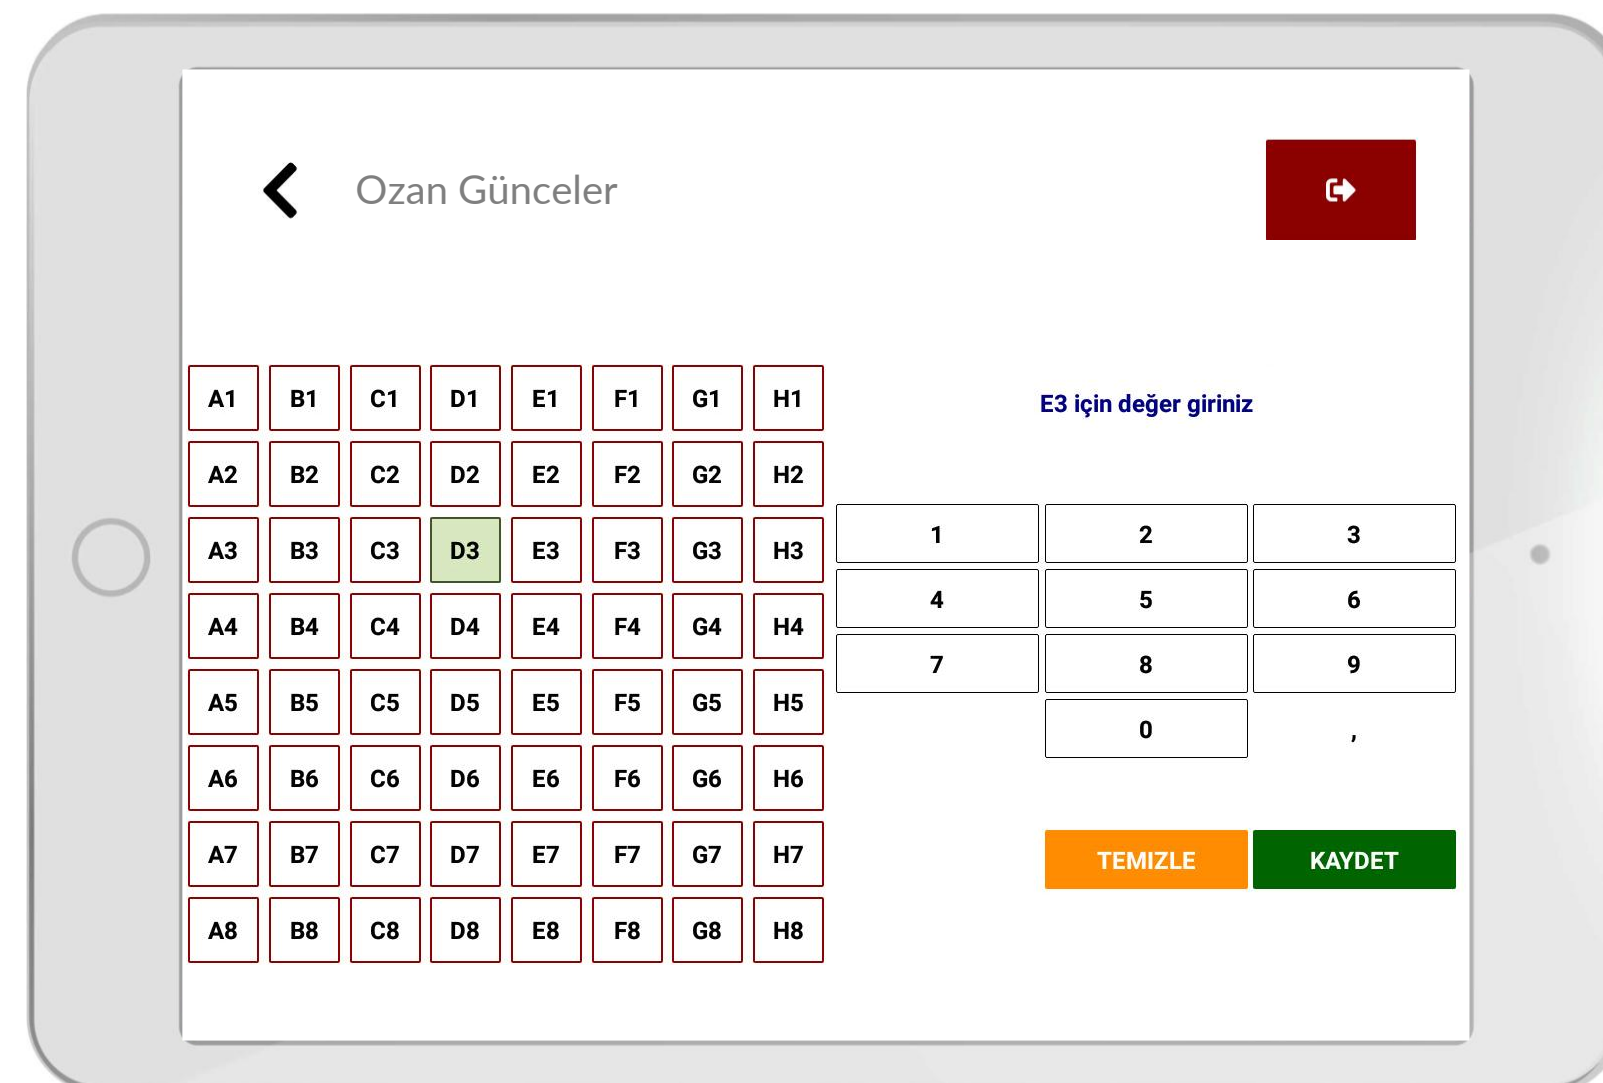 Ozan Günceler
A1 B1 C1 D1 E1 F1 G1 H1
A2 B2 C2 D2 E2 F2 G2 H2
A3 B3 C3 D3 E3 F3 G3 H3
A4 B4 C4 D4 E4 F4 G4 H4
A5 B5 C5 D5 E5 F5 G5 H5
A6 B6 C6 D6 E6 F6 G6 H6
A7 B7 C7 D7 E7 F7 G7 H7
A8 B8 C8 D8 E8 F8 G8 H8
E3 için değer giriniz
1 2 3
4 5 6
7 8 9
0 ,
TEMIZLE KAYDET